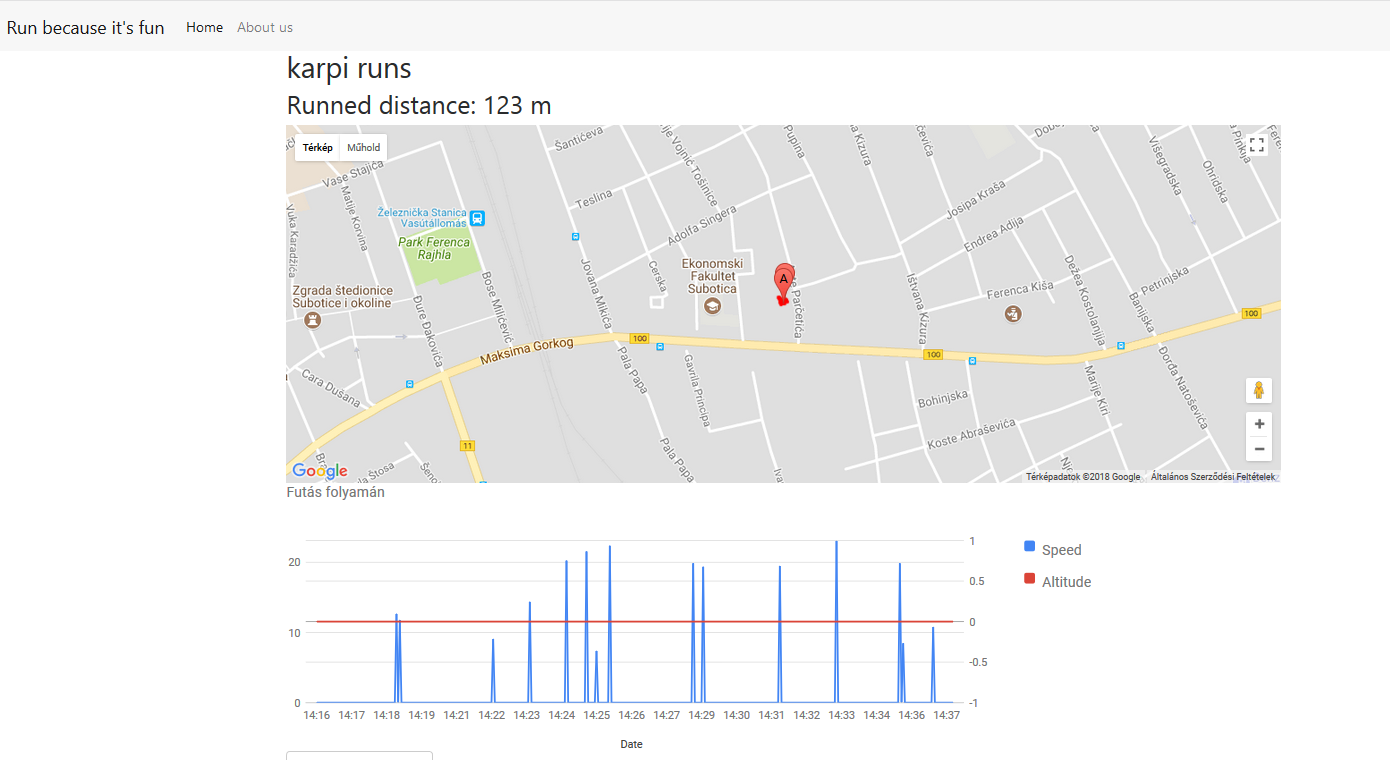 Run because it's fun Home About us
karpi runs
Runned distance: 123 m
Térkép Műhold
Šantićeva
Pupina
Višegradska
Vase Stajića
Teslina
Josipa Kraša
Ohridska
Vuka Karadžića
Matije Korvina
Železnička Stanica
Vasútállomás
Park Ferenca
Rajhla
Adolfa Singera
Endrea Adija
Ekonomski
Fakultet
Subotica
A
Cerska
Jovana Mikića
Bose Milićević
Ištvana Kizura
Ferenca Kiša
Dežea Kostolanjija
Banijska
Petrinjska
Zgrada štedionice
Subotice i okoline
Đure Đakovića
Maksima Gorkog
100
100
100
Cara Dušana
Pala Papa
Gavrila Principa
Bohinjska
Marije Kiri
Đorđa Natoševića
11
Koste Abraševića
Pala Papa
Google
Térképadatok ©2018 Google Általános Szerződési Feltételek
Futás folyamán
20
10
0
1
0.5
0
-0.5
-1
Speed
Altitude
14:16 14:17 14:18 14:19 14:21 14:22 14:23 14:24 14:25 14:26 14:27 14:29 14:30 14:31 14:32 14:33 14:34 14:36 14:37
Date